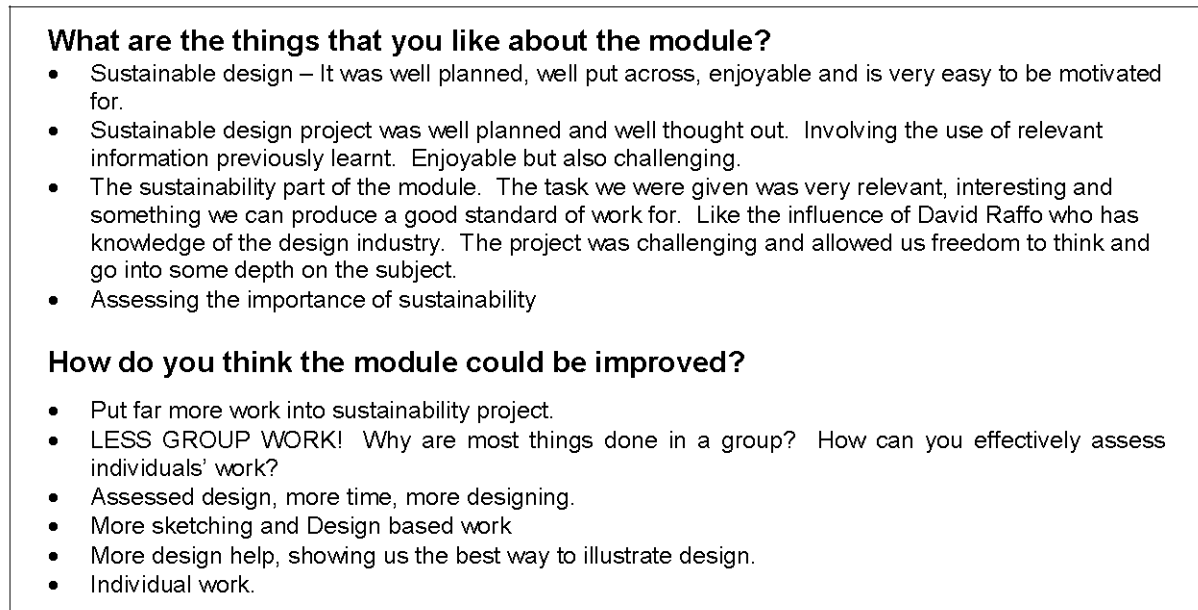 What are the things that you like about the module?
• Sustainable design – It was well planned, well put across, enjoyable and is very easy to be motivated
for.
• Sustainable design project was well planned and well thought out. Involving the use of relevant
information previously learnt. Enjoyable but also challenging.
• The sustainability part of the module. The task we were given was very relevant, interesting and
something we can produce a good standard of work for. Like the influence of David Raffo who has
knowledge of the design industry. The project was challenging and allowed us freedom to think and
go into some depth on the subject.
• Assessing the importance of sustainability
How do you think the module could be improved?
• Put far more work into sustainability project.
• LESS GROUP WORK! Why are most things done in a group? How can you effectively assess
individuals’ work?
• Assessed design, more time, more designing.
• More sketching and Design based work
• More design help, showing us the best way to illustrate design.
• Individual work.